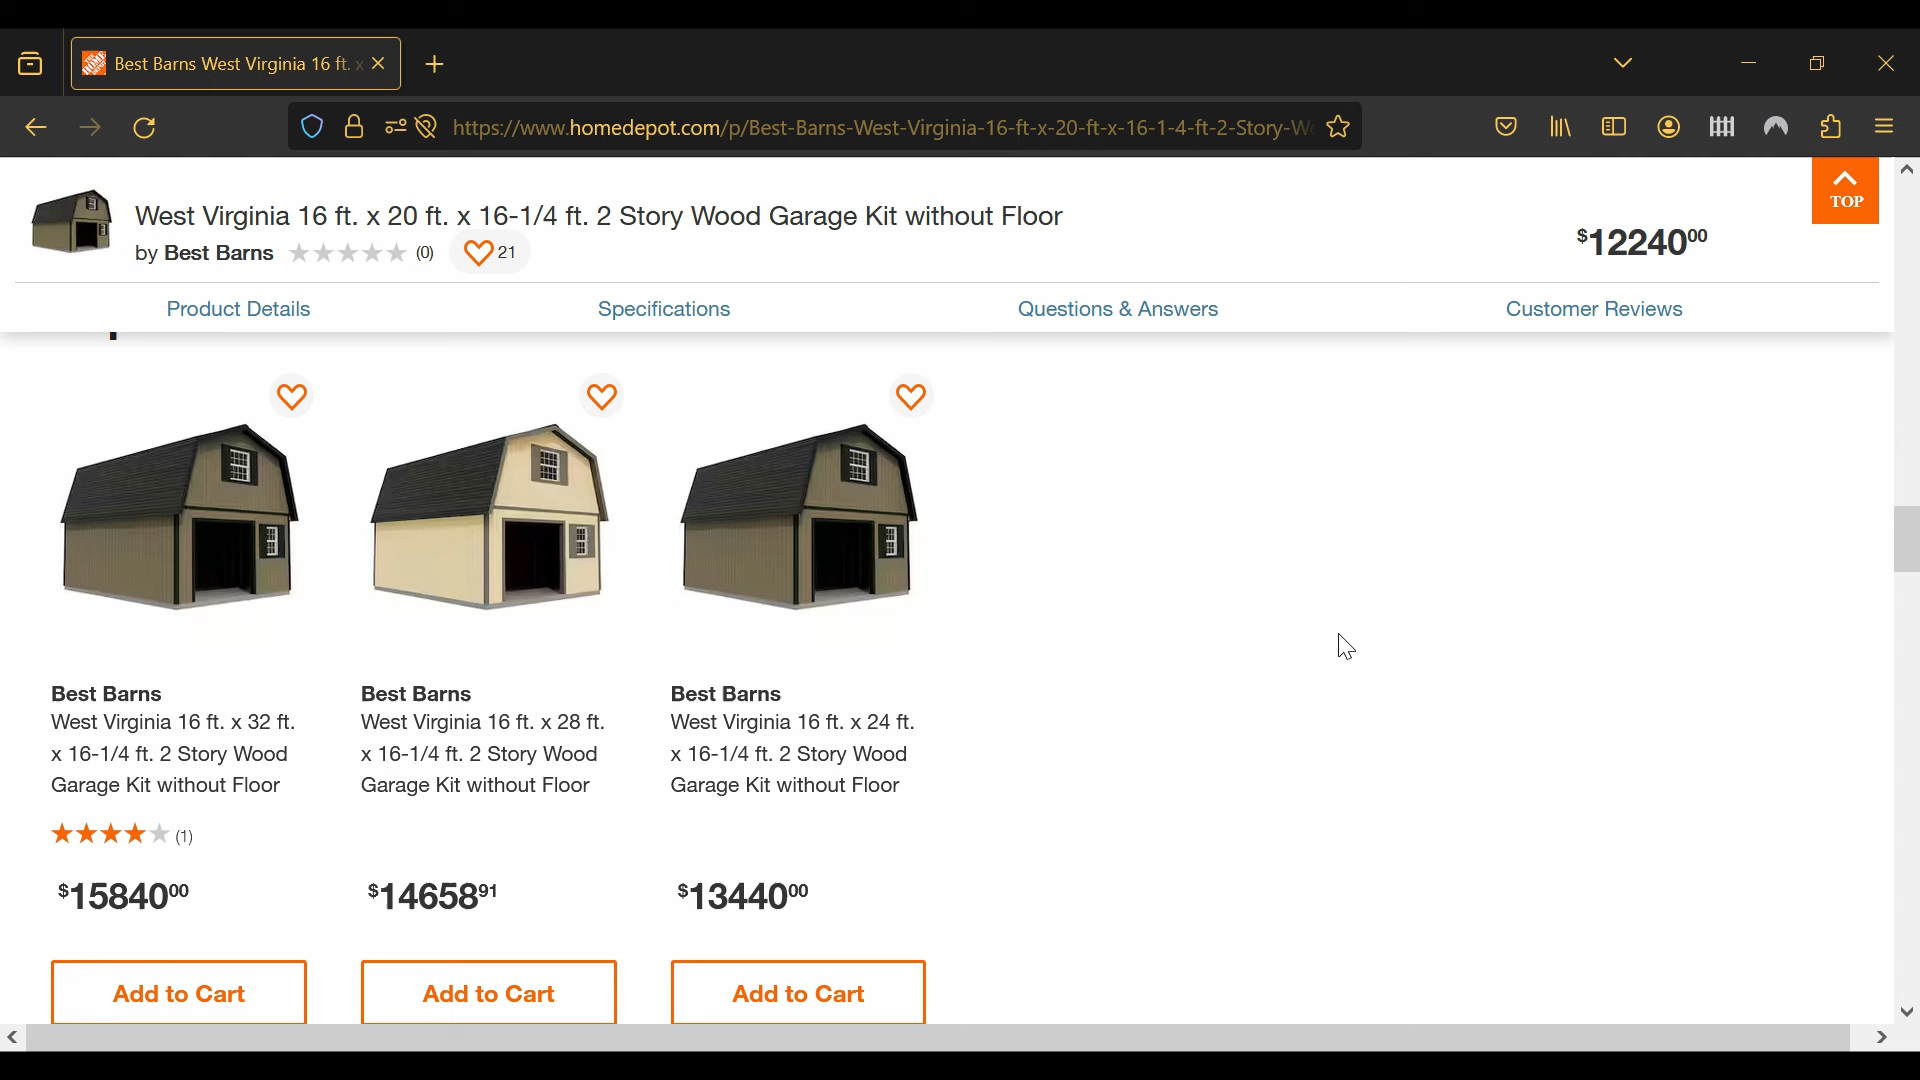 Best Barns West Virginia 16 ft. x
https://www.homedepot.com/p/Best-Barns-West-Virginia-16-ft-x-20-ft-x-16-1-4-ft-2-Story-W
TOP
West Virginia 16 ft. x 20 ft. x 16-1/4 ft. 2 Story Wood Garage Kit without Floor
$1224000
by Best Barns (0) 21
Product Details Specifications Questions & Answers Customer Reviews
Best Barns
West Virginia 16 ft. x 32 ft.
x 16-1/4 ft. 2 Story Wood
Garage Kit without Floor
(1)
$1584000
Add to Cart
Best Barns
West Virginia 16 ft. x 28 ft.
x 16-1/4 ft. 2 Story Wood
Garage Kit without Floor
$1465891
Add to Cart
Best Barns
West Virginia 16 ft. x 24 ft.
x 16-1/4 ft. 2 Story Wood
Garage Kit without Floor
$1344000
Add to Cart